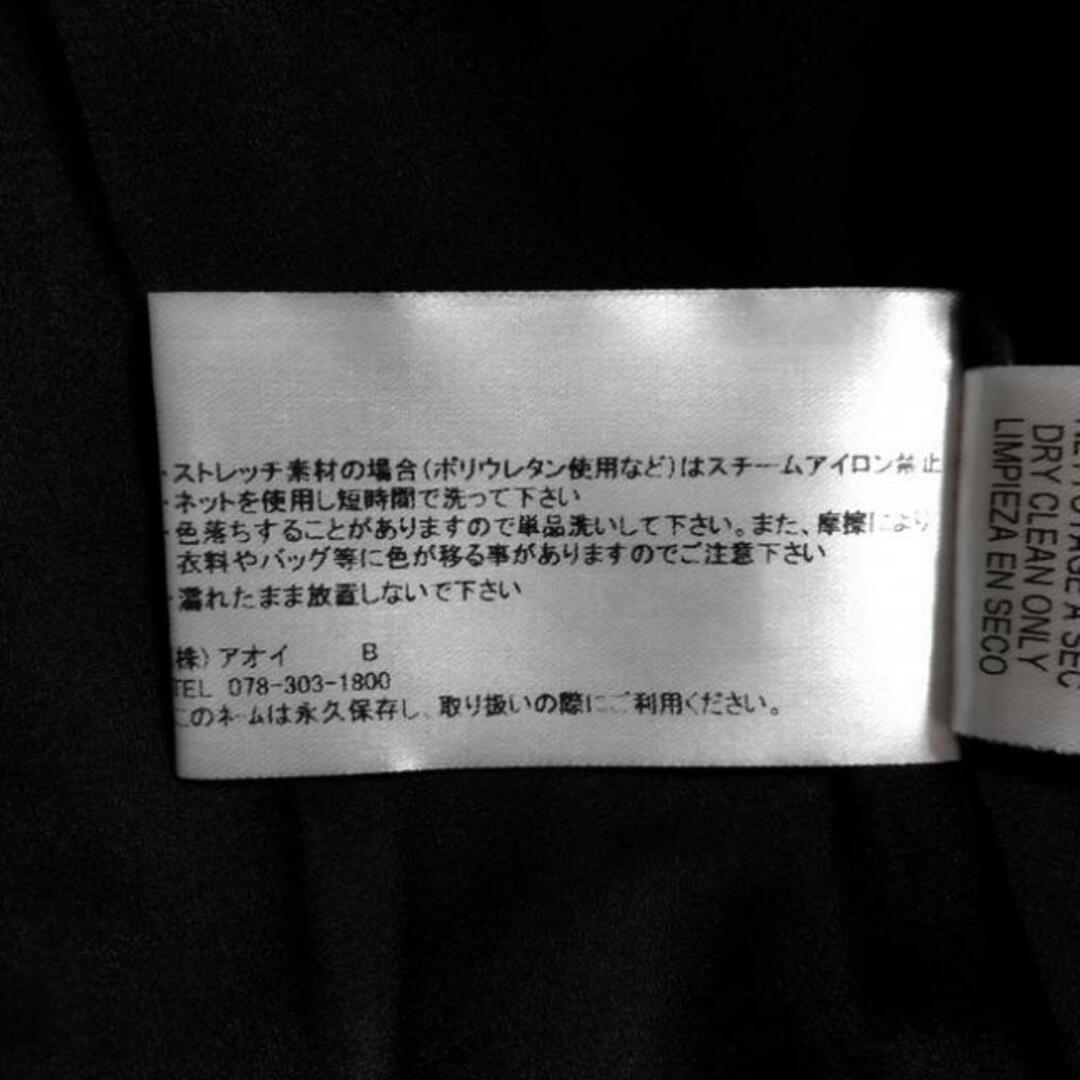 ・ストレッチ素材の場合(ポリウレタン使用など)はスチームアイロン禁止
・ネットを使用し短時間で洗って下さい
・色落ちすることがありますので単品洗いして下さい。また、摩擦により
衣料やバッグ等に色が移る事がありますのでご注意下さい
・濡れたまま放置しないで下さい
(株)アオイ B
TEL 078-303-1800
このネームは永久保存し、取り扱いの際にご利用ください。
NETTOYAGE A SEC
DRY CLEAN ONLY
LIMPIEZA EN SECO